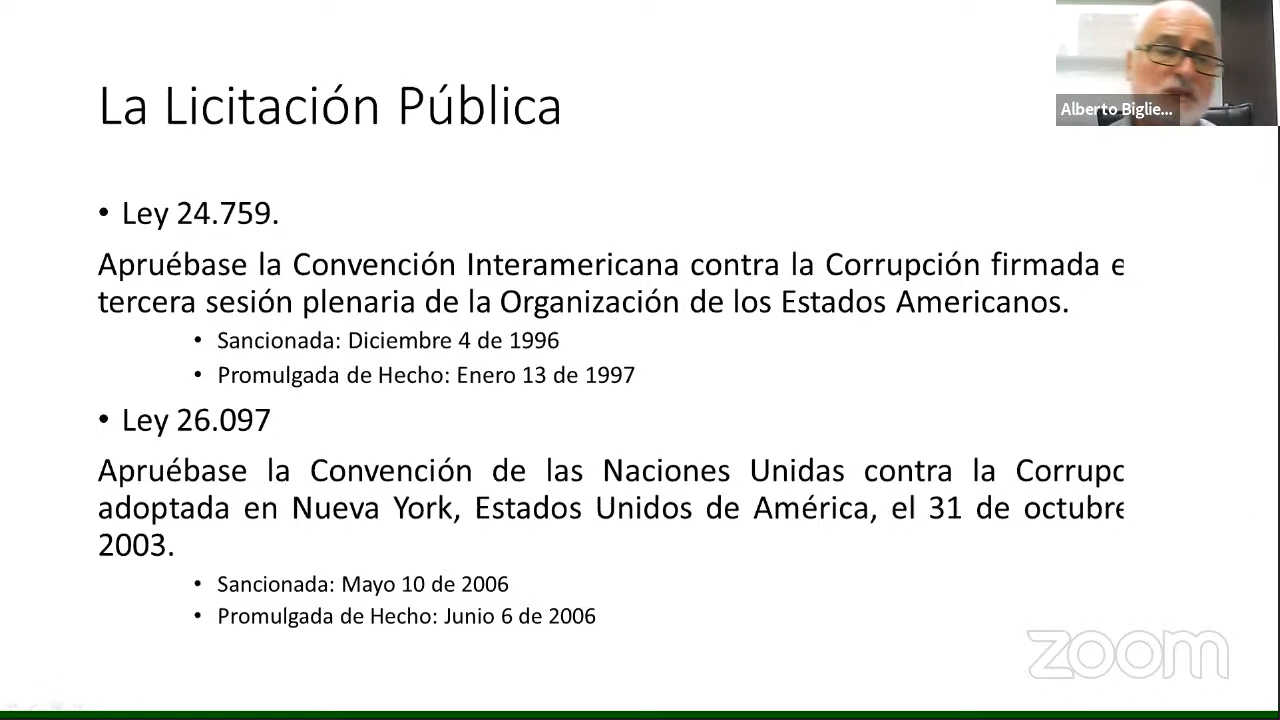 La Licitación Pública
Alberto Biglie...
• Ley 24.759.
Apruébase la Convención Interamericana contra la Corrupción firmada e
tercera sesión plenaria de la Organización de los Estados Americanos.
• Sancionada: Diciembre 4 de 1996
• Promulgada de Hecho: Enero 13 de 1997
• Ley 26.097
Apruébase la Convención de las Naciones Unidas contra la Corrupc
adoptada en Nueva York, Estados Unidos de América, el 31 de octubre
2003.
• Sancionada: Mayo 10 de 2006
• Promulgada de Hecho: Junio 6 de 2006
zoom